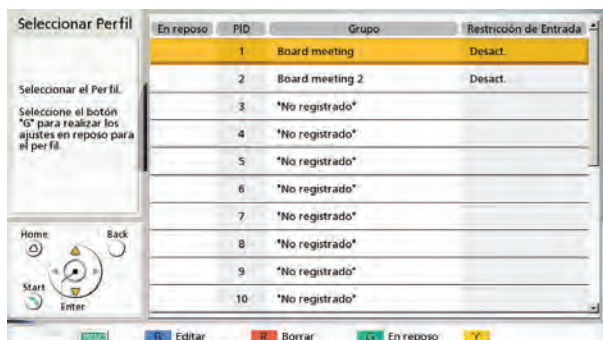 Seleccionar Perfil
Seleccionar el Perfil.
Seleccione el botón
"G" para realizar los
ajustes en reposo para
el perfil.
Home Back
Start
Enter
En reposo PID Grupo Restricción de Entrada
1 Board meeting Desact.
2 Board meeting 2 Desact.
3 *No registrado*
4 *No registrado*
5 *No registrado*
6 *No registrado*
7 *No registrado*
8 *No registrado*
9 *No registrado*
10 *No registrado*
MENU B Editar R Borrar G En reposo Y